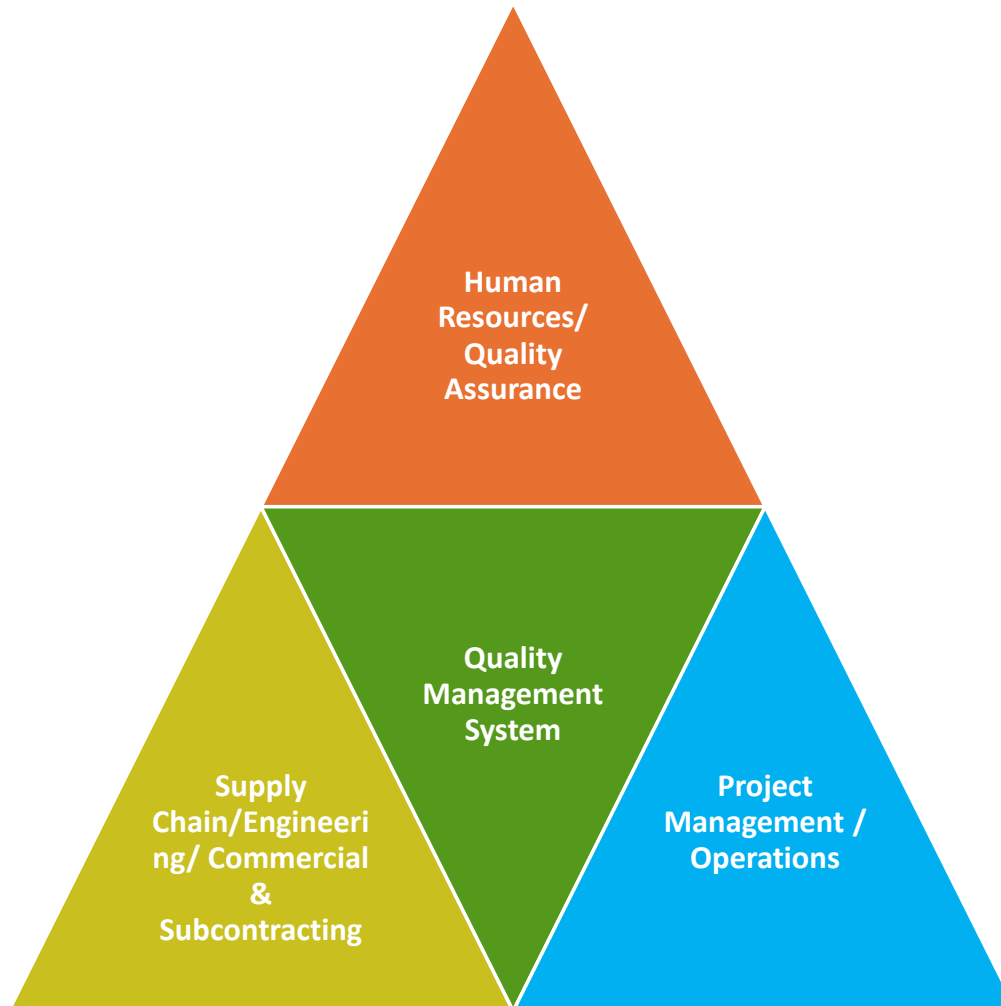 Human
Resources/
Quality
Assurance
Quality
Management
System
Supply
Chain/Engineeri
ng/ Commercial
&
Subcontracting
Project
Management /
Operations